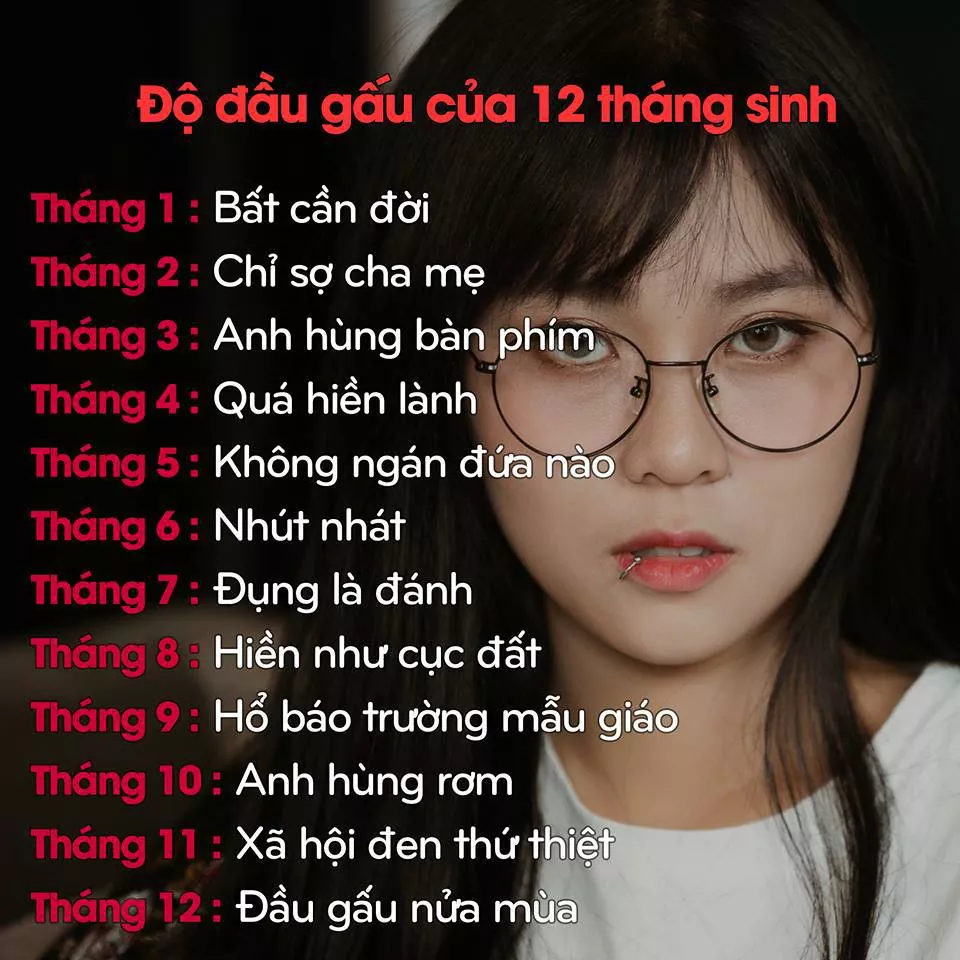 Độ đầu gấu của 12 tháng sinh
Tháng 1 : Bất cần đời
Tháng 2 : Chỉ sợ cha mẹ
Tháng 3 : Anh hùng bàn phím
Tháng 4 : Quá hiền lành
Tháng 5 : Không ngán đứa nào
Tháng 6 : Nhút nhát
Tháng 7 : Đụng là đánh
Tháng 8 : Hiền như cục đất
Tháng 9 : Hổ báo trường mẫu giáo
Tháng 10 : Anh hùng rơm
Tháng 11 : Xã hội đen thứ thiệt
Tháng 12 : Đầu gấu nửa mùa